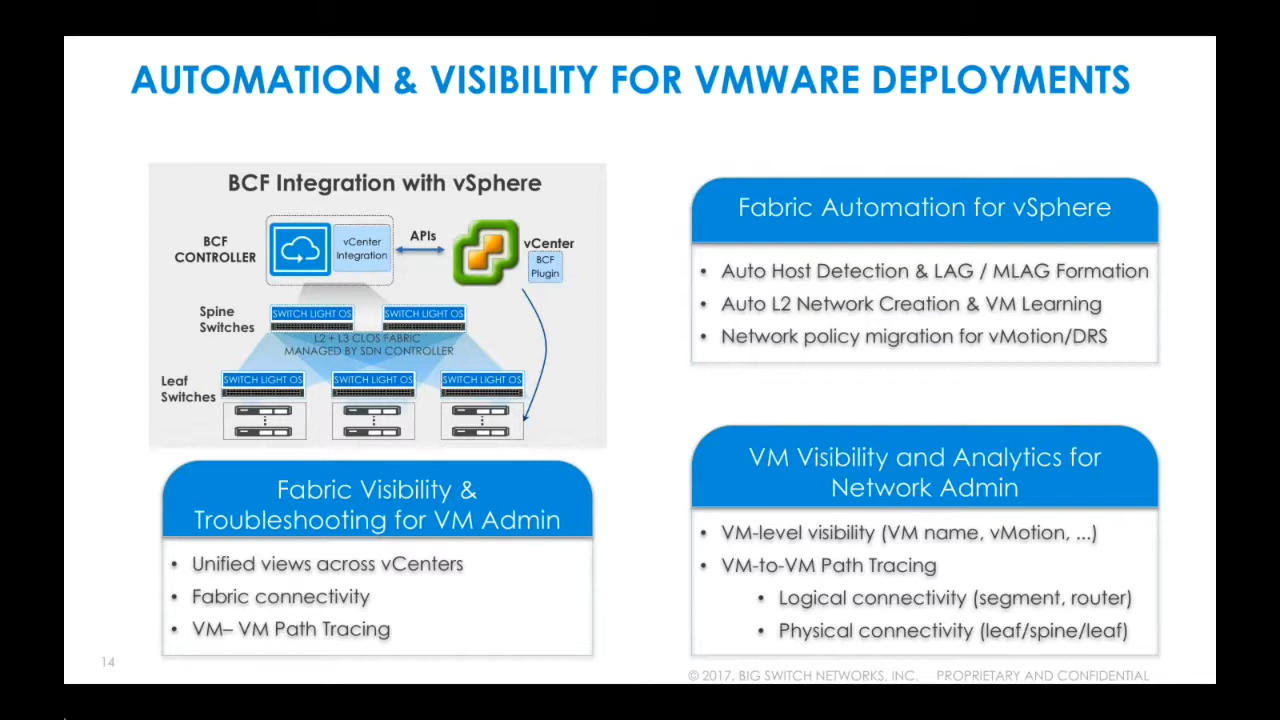 AUTOMATION & VISIBILITY FOR VMWARE DEPLOYMENTS
BCF Integration with vSphere
BCF
CONTROLLER
vCenter
Integration
APIs
vCenter
BCF
Plugin
Spine
Switches
SWITCH LIGHT OS
SWITCH LIGHT OS
L2 + L3 CLOS FABRIC
MANAGED BY SDN CONTROLLER
Leaf
Switches
SWITCH LIGHT OS
SWITCH LIGHT OS
SWITCH LIGHT OS
Fabric Visibility &
Troubleshooting for VM Admin
• Unified views across vCenters
• Fabric connectivity
• VM– VM Path Tracing
Fabric Automation for vSphere
• Auto Host Detection & LAG / MLAG Formation
• Auto L2 Network Creation & VM Learning
• Network policy migration for vMotion/DRS
VM Visibility and Analytics for
Network Admin
• VM-level visibility (VM name, vMotion, ...)
• VM-to-VM Path Tracing
• Logical connectivity (segment, router)
• Physical connectivity (leaf/spine/leaf)
14
© 2017, BIG SWITCH NETWORKS, INC. PROPRIETARY AND CONFIDENTIAL